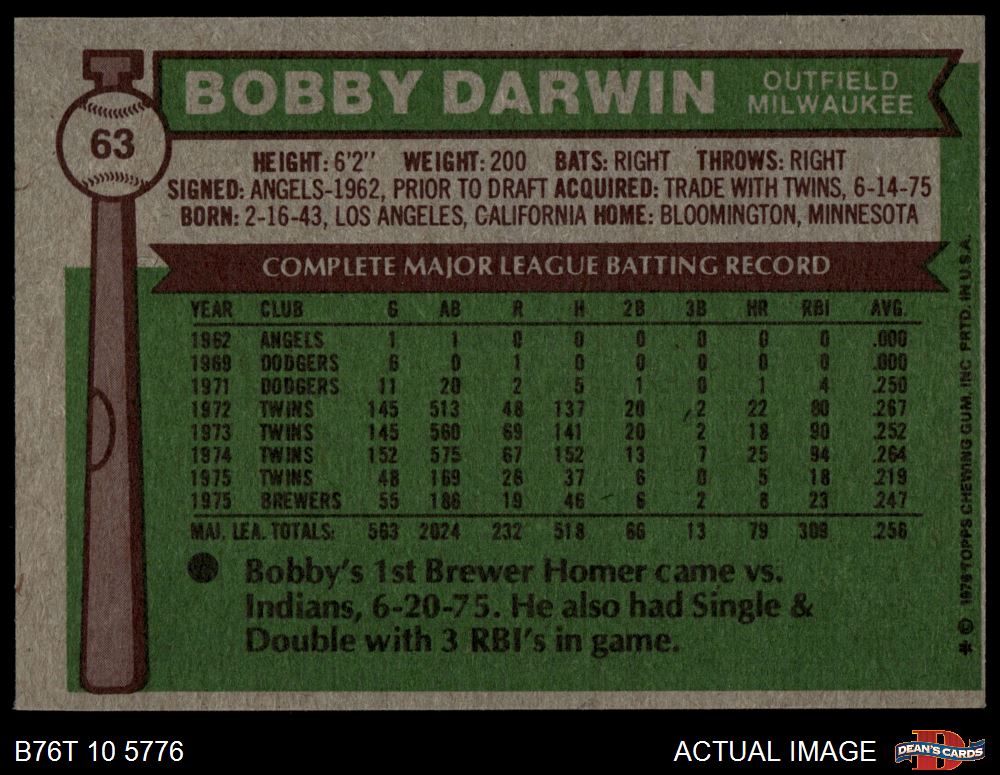 BOBBY DARWIN
OUTFIELD
MILWAUKEE
63
HEIGHT: 6'2" WEIGHT: 200 BATS: RIGHT THROWS: RIGHT
SIGNED: ANGELS-1962, PRIOR TO DRAFT ACQUIRED: TRADE WITH TWINS, 6-14-75
BORN: 2-16-43, LOS ANGELES, CALIFORNIA HOME: BLOOMINGTON, MINNESOTA
COMPLETE MAJOR LEAGUE BATTING RECORD
YEAR CLUB G AB R H 2B 3B HR RBI AVG.
1962 ANGELS 1 1 0 0 0 0 0 0 .000
1969 DODGERS 6 0 1 0 0 0 0 0 .000
1971 DODGERS 11 20 2 5 1 0 1 4 .250
1972 TWINS 145 513 48 137 20 2 22 80 .267
1973 TWINS 145 560 69 141 20 2 18 90 .252
1974 TWINS 152 575 67 152 13 7 25 94 .264
1975 TWINS 48 169 26 37 6 0 5 18 .219
1975 BREWERS 55 186 19 46 6 2 8 23 .247
MAJ. LEA. TOTALS: 563 2024 232 518 66 13 79 309 .256
Bobby's 1st Brewer Homer came vs.
Indians, 6-20-75. He also had Single &
Double with 3 RBI's in game.
* © 1976 TOPPS CHEWING GUM, INC PRTD. IN U.S.A.
B76T 10 5776
ACTUAL IMAGE
DEAN'S CARDS